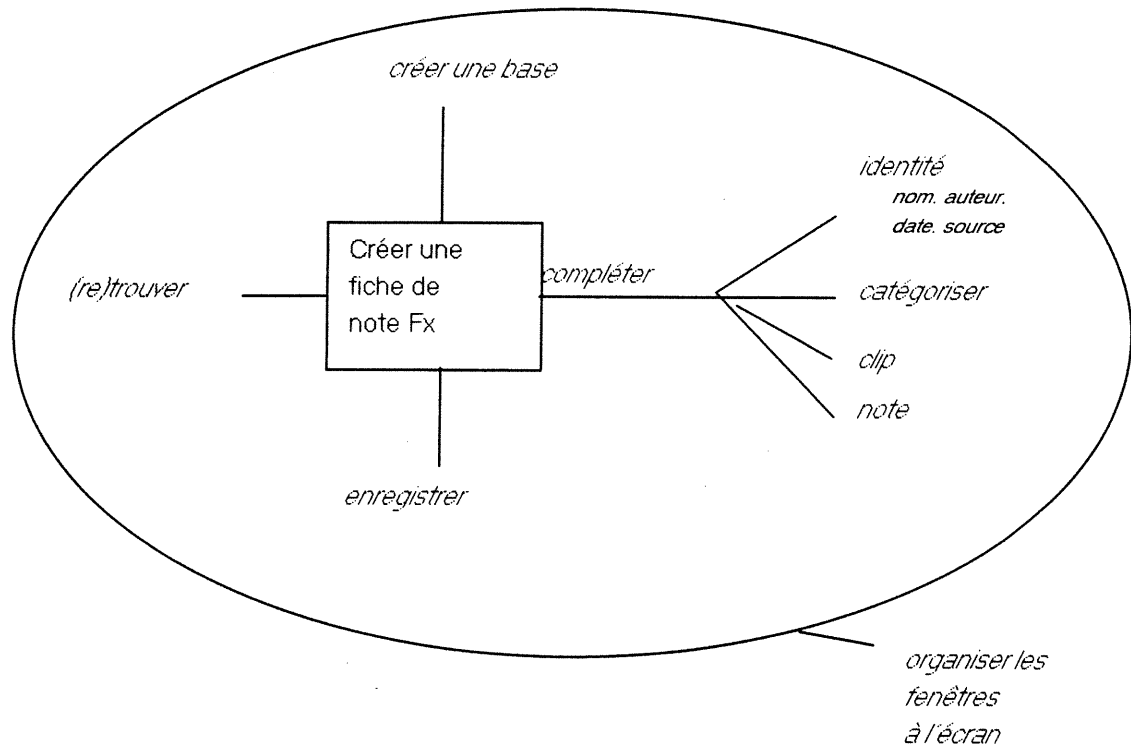 créer une base
identité
nom. auteur.
date. source
Créer une
fiche de
note Fx
(re)trouver
compléter
catégoriser
clip
note
enregistrer
organiser les
fenêtres
à l'écran